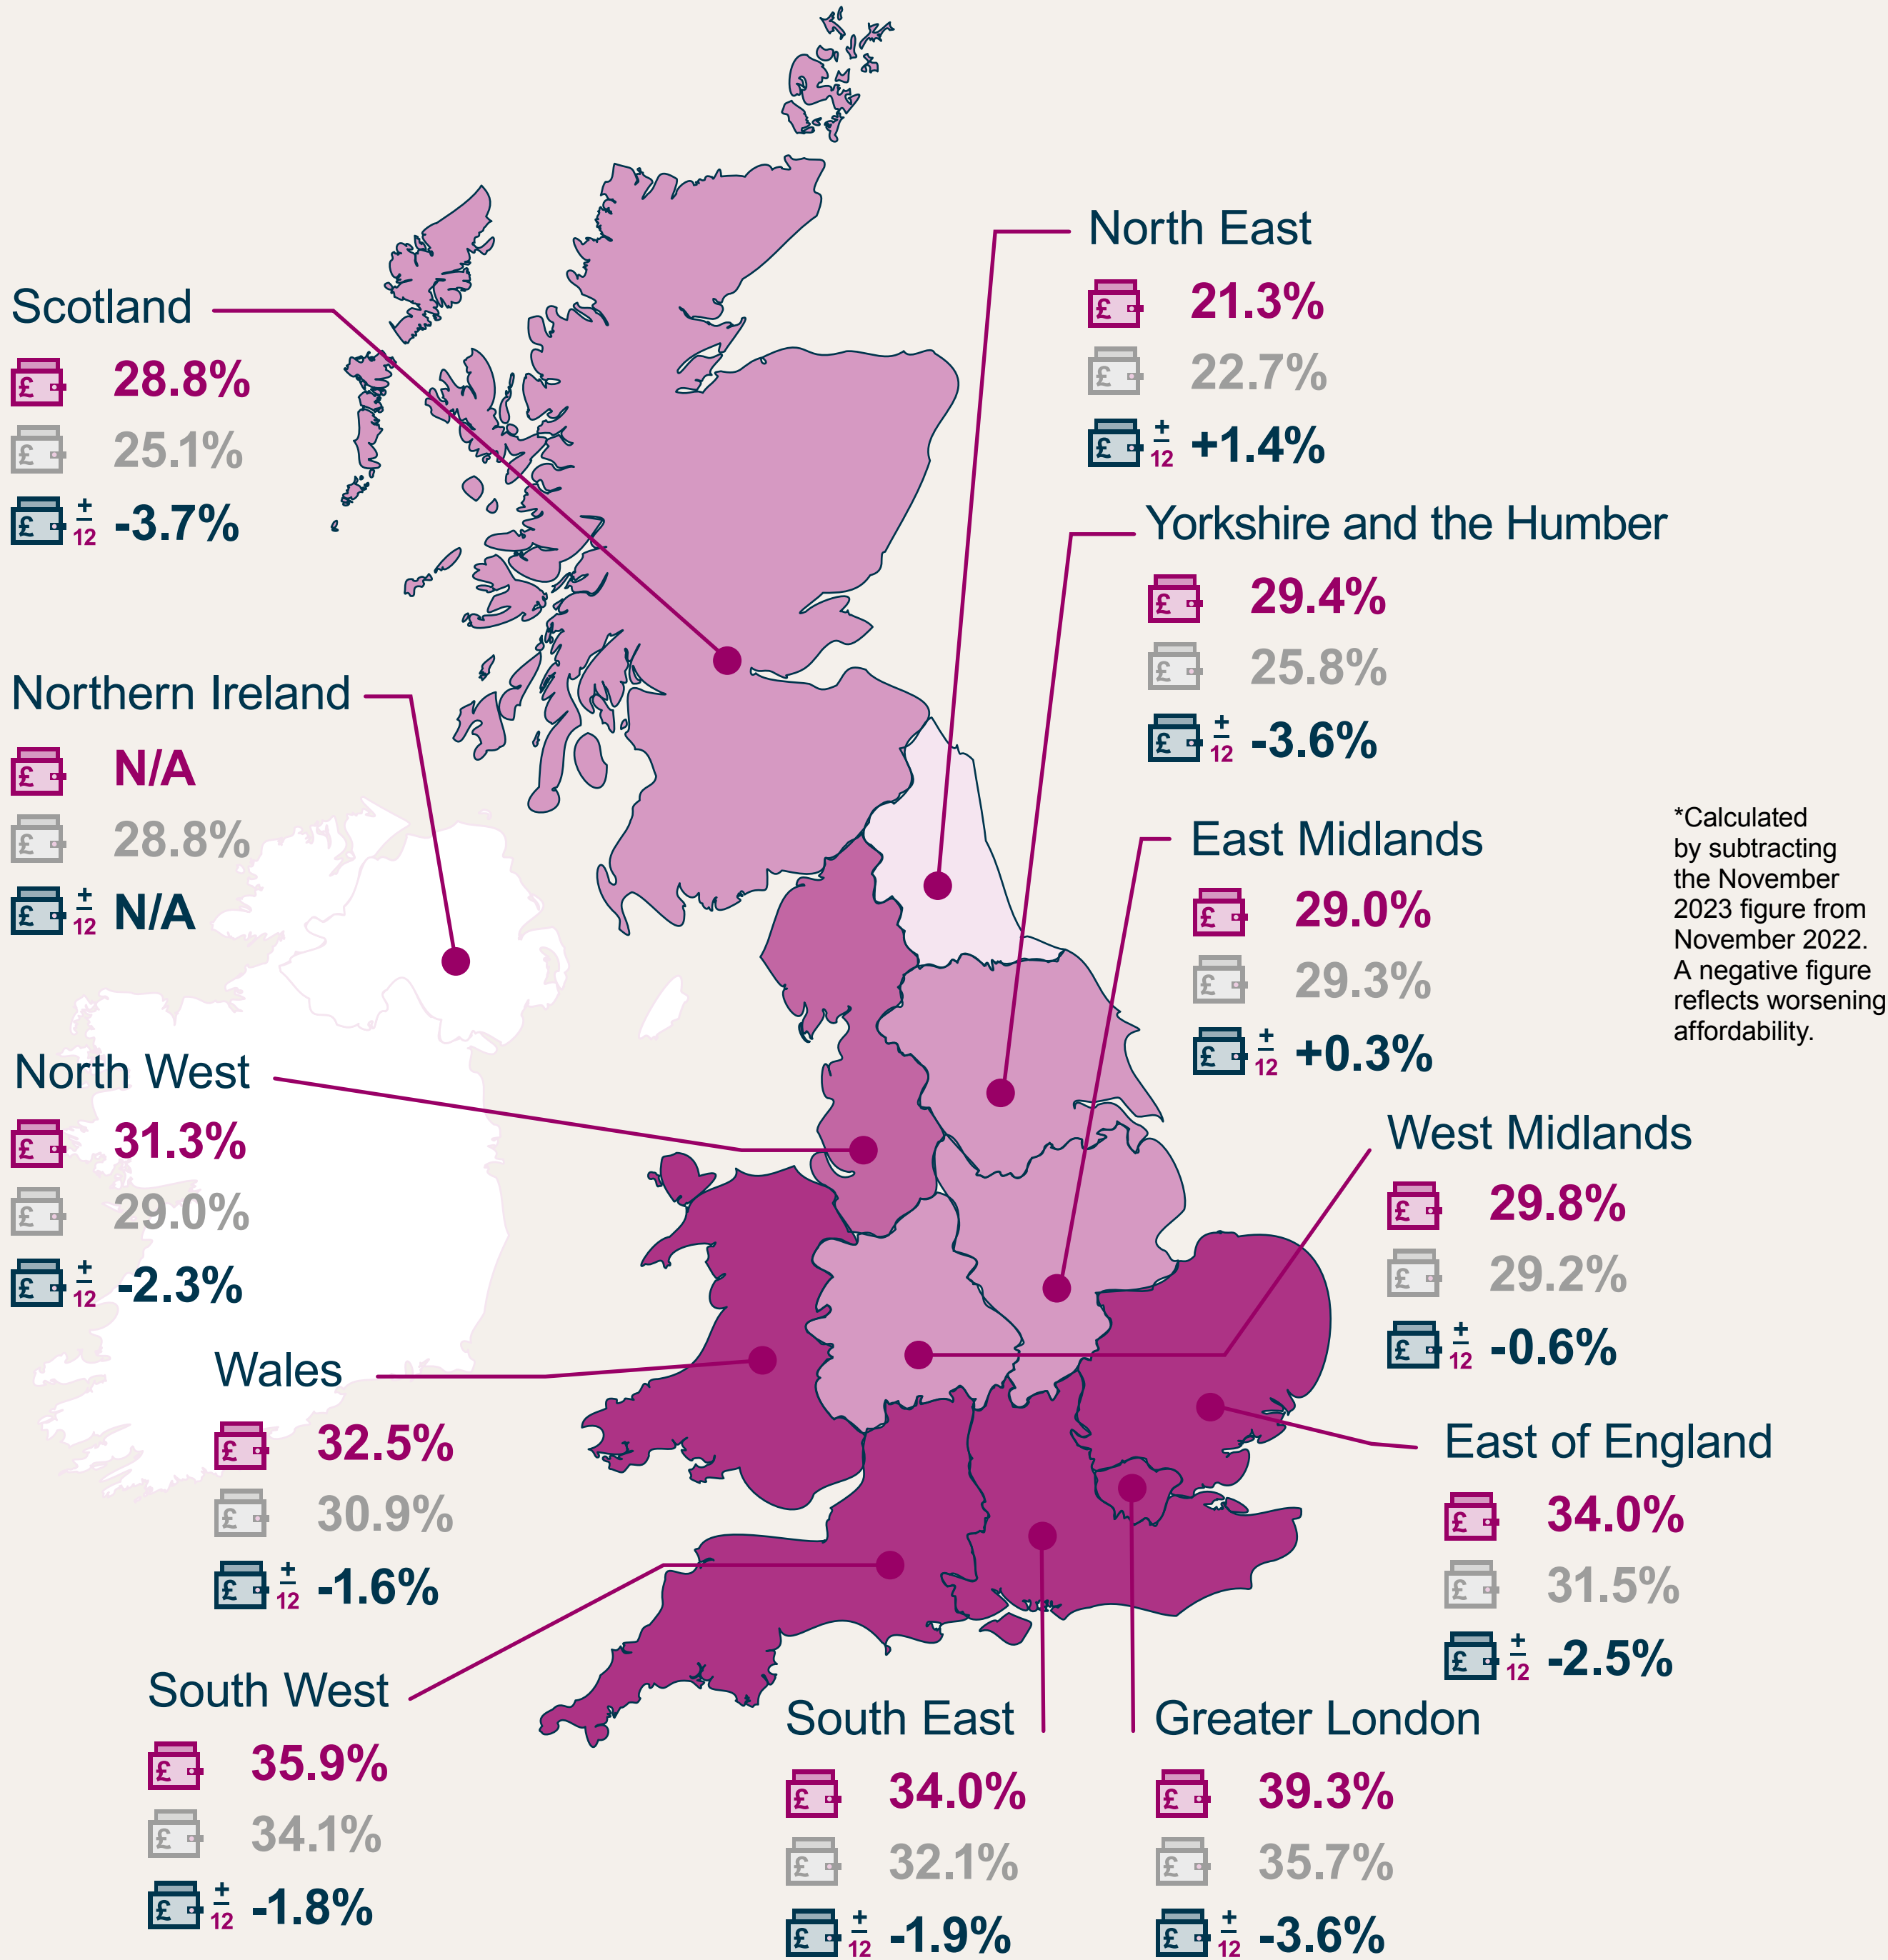 Scotland
£ 28.8%
£ 25.1%
£ ± 12 -3.7%
Northern Ireland
£ N/A
£ 28.8%
£ ± 12 N/A
North West
£ 31.3%
£ 29.0%
£ ± 12 -2.3%
Wales
£ 32.5%
£ 30.9%
£ ± 12 -1.6%
South West
£ 35.9%
£ 34.1%
£ ± 12 -1.8%
North East
£ 21.3%
£ 22.7%
£ ± 12 +1.4%
Yorkshire and the Humber
£ 29.4%
£ 25.8%
£ ± 12 -3.6%
East Midlands
£ 29.0%
£ 29.3%
£ ± 12 +0.3%
*Calculated
by subtracting
the November
2023 figure from
November 2022.
A negative figure
reflects worsening
affordability.
West Midlands
£ 29.8%
£ 29.2%
£ ± 12 -0.6%
East of England
£ 34.0%
£ 31.5%
£ ± 12 -2.5%
South East
£ 34.0%
£ 32.1%
£ ± 12 -1.9%
Greater London
£ 39.3%
£ 35.7%
£ ± 12 -3.6%